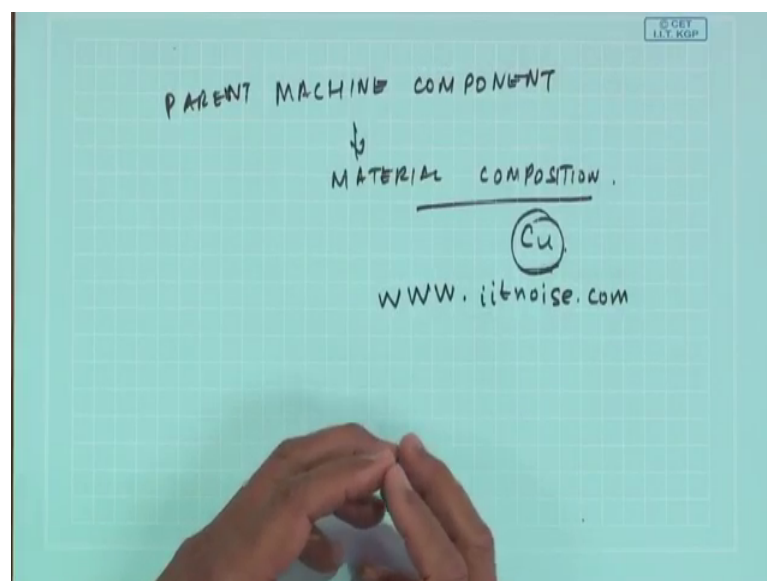 © CET
I.I.T. KGP
PARENT MACHINE COMPONENT
MATERIAL COMPOSITION.
Cu
www.iitnoise.com